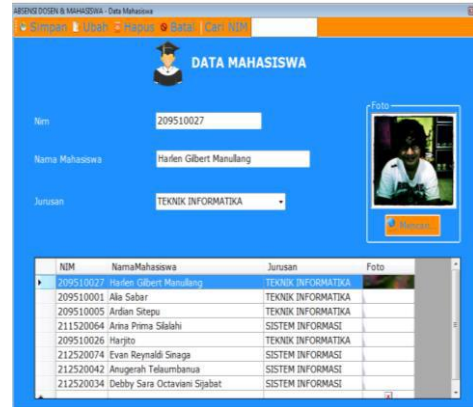 ABSENSI DOSEN & MAHASISWA - Data Mahasiswa
Simpan Ubah Hapus Batal Cari NIM
DATA MAHASISWA
Nim 209510027
Nama Mahasiswa Harlen Gilbert Manullang
Jurusan TEKNIK INFORMATIKA
Foto
Mencari...
NIM NamaMahasiswa Jurusan Foto
209510027 Harlen Gilbert Manullang TEKNIK INFORMATIKA
209510001 Alia Sabar TEKNIK INFORMATIKA
209510005 Ardian Sitepu TEKNIK INFORMATIKA
211520064 Arina Prima Silalahi SISTEM INFORMASI
209510026 Harjito TEKNIK INFORMATIKA
212520074 Evan Reynaldi Sinaga SISTEM INFORMASI
212520042 Anugerah Telaumbanua SISTEM INFORMASI
212520034 Debby Sara Octaviani Sijabat SISTEM INFORMASI